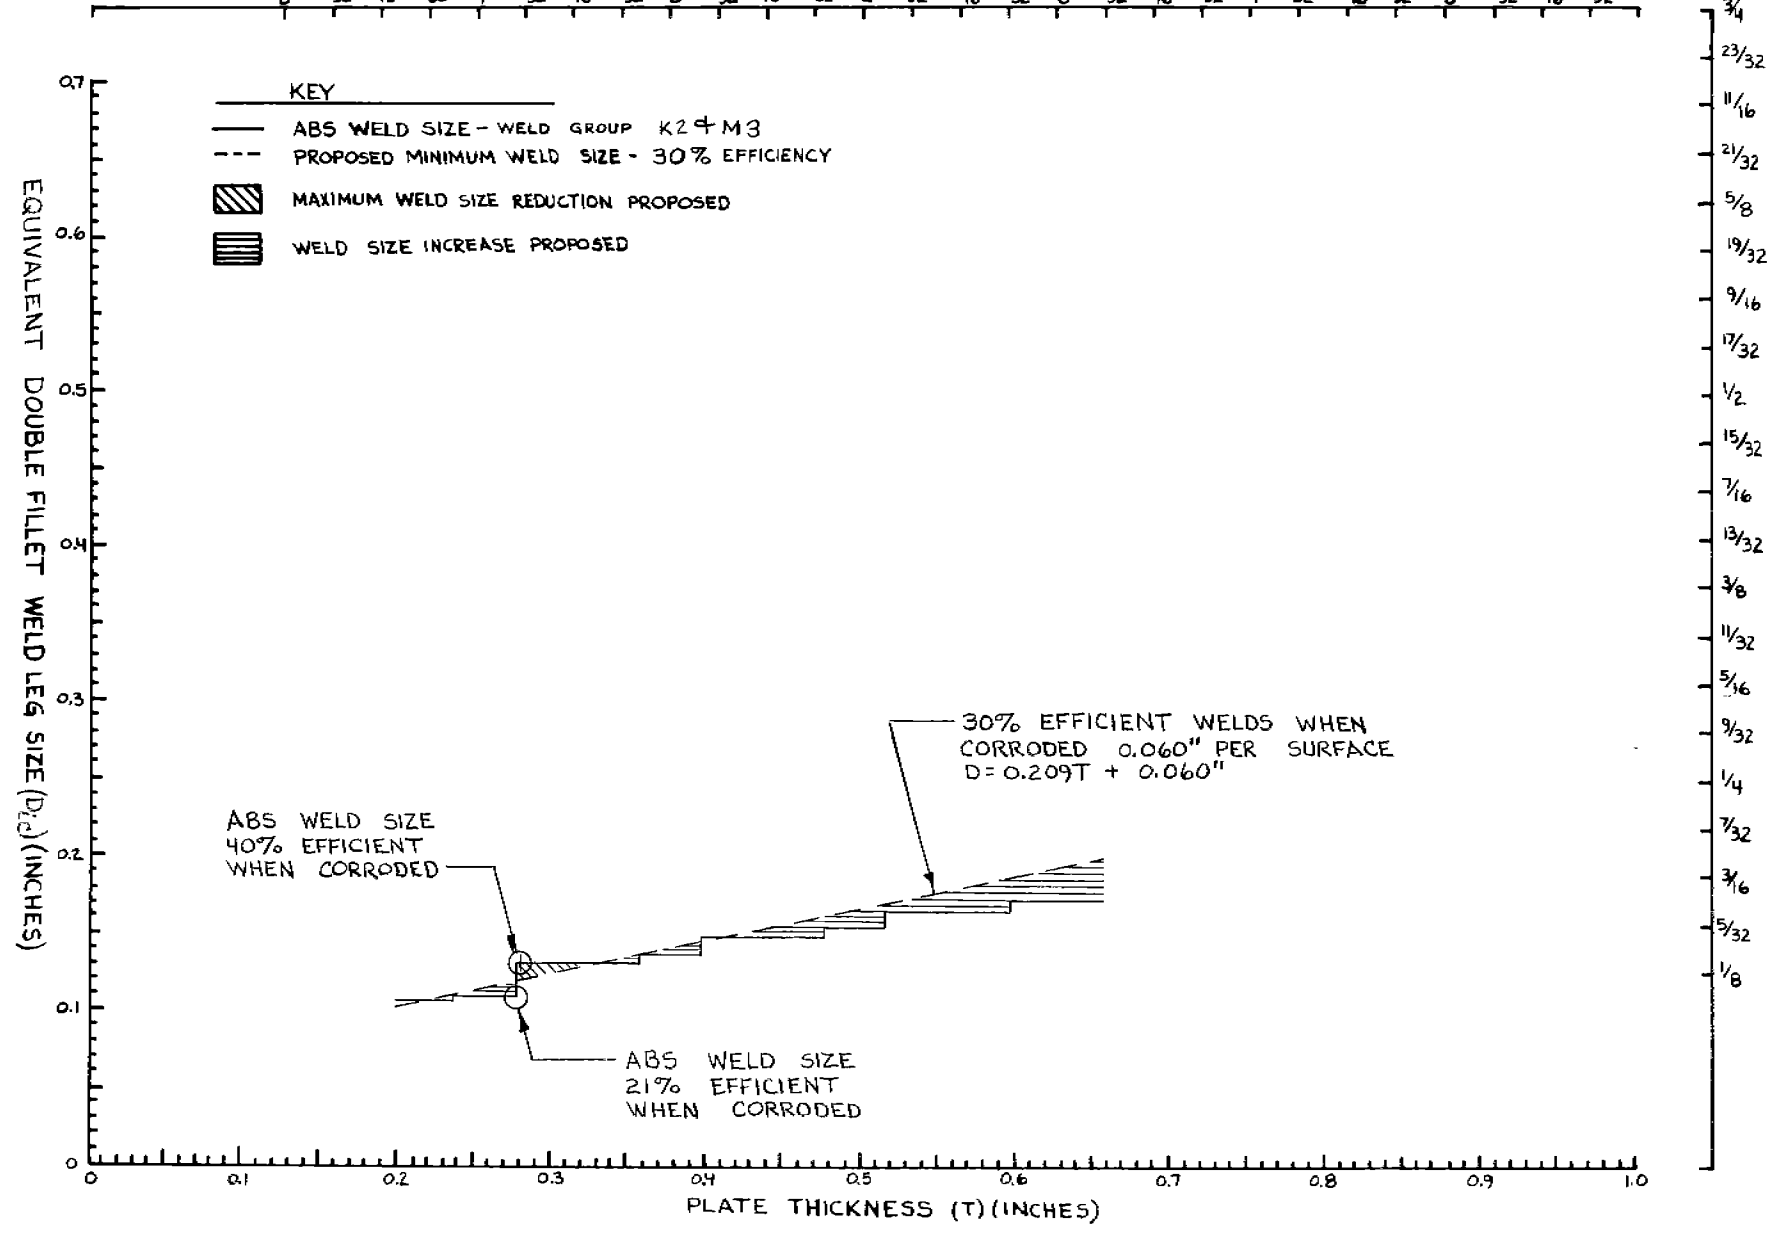 KEY
ABS WELD SIZE - WELD GROUP K2 & M3
PROPOSED MINIMUM WELD SIZE - 30% EFFICIENCY
MAXIMUM WELD SIZE REDUCTION PROPOSED
WELD SIZE INCREASE PROPOSED
EQUIVALENT DOUBLE FILLET WELD LEG SIZE (INCHES)
0.7
0.6
0.5
0.4
0.3
0.2
0.1
0
3/4
23/32
11/16
21/32
5/8
19/32
9/16
17/32
1/2
15/32
7/16
13/32
3/8
11/32
5/16
9/32
1/4
7/32
3/16
5/32
1/8
30% EFFICIENT WELDS WHEN
CORRODED 0.060" PER SURFACE
D = 0.209T + 0.060"
ABS WELD SIZE
40% EFFICIENT
WHEN CORRODED
ABS WELD SIZE
21% EFFICIENT
WHEN CORRODED
0 0.1 0.2 0.3 0.4 0.5 0.6 0.7 0.8 0.9 1.0
PLATE THICKNESS (T) (INCHES)